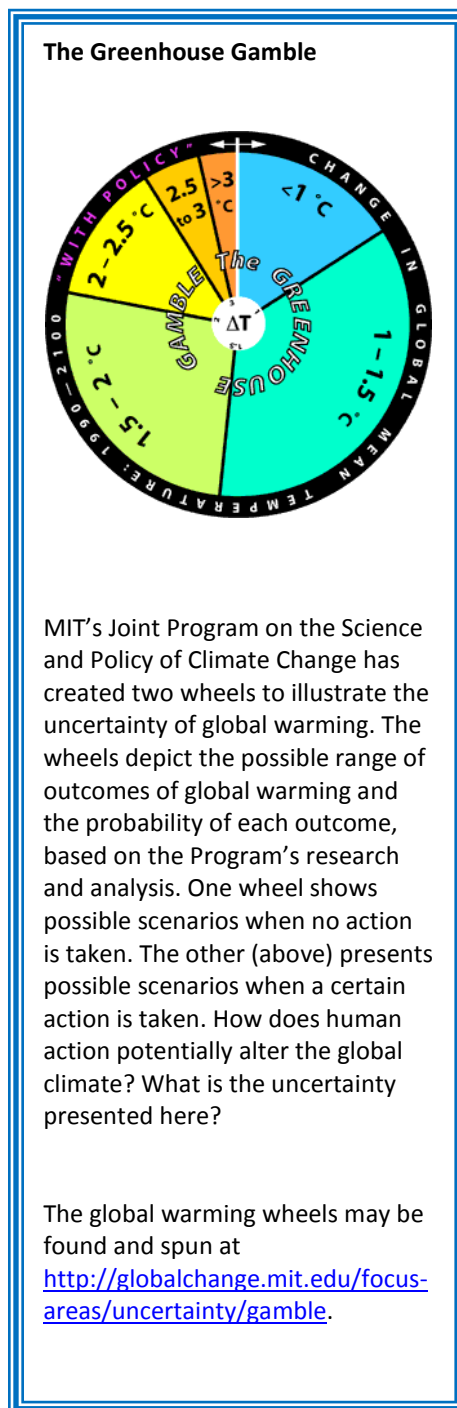 The Greenhouse Gamble
"WITH POLICY"
CHANGE IN GLOBAL MEAN TEMPERATURE: 1990–2100
<1 °C
1 – 1.5 °C
1.5 – 2 °C
2 – 2.5 °C
2.5
to 3
>3
°C
The GREENHOUSE GAMBLE
3
1
2
1.5
ΔT
MIT’s Joint Program on the Science
and Policy of Climate Change has
created two wheels to illustrate the
uncertainty of global warming. The
wheels depict the possible range of
outcomes of global warming and
the probability of each outcome,
based on the Program’s research
and analysis. One wheel shows
possible scenarios when no action
is taken. The other (above) presents
possible scenarios when a certain
action is taken. How does human
action potentially alter the global
climate? What is the uncertainty
presented here?
The global warming wheels may be
found and spun at
http://globalchange.mit.edu/focus-
areas/uncertainty/gamble.